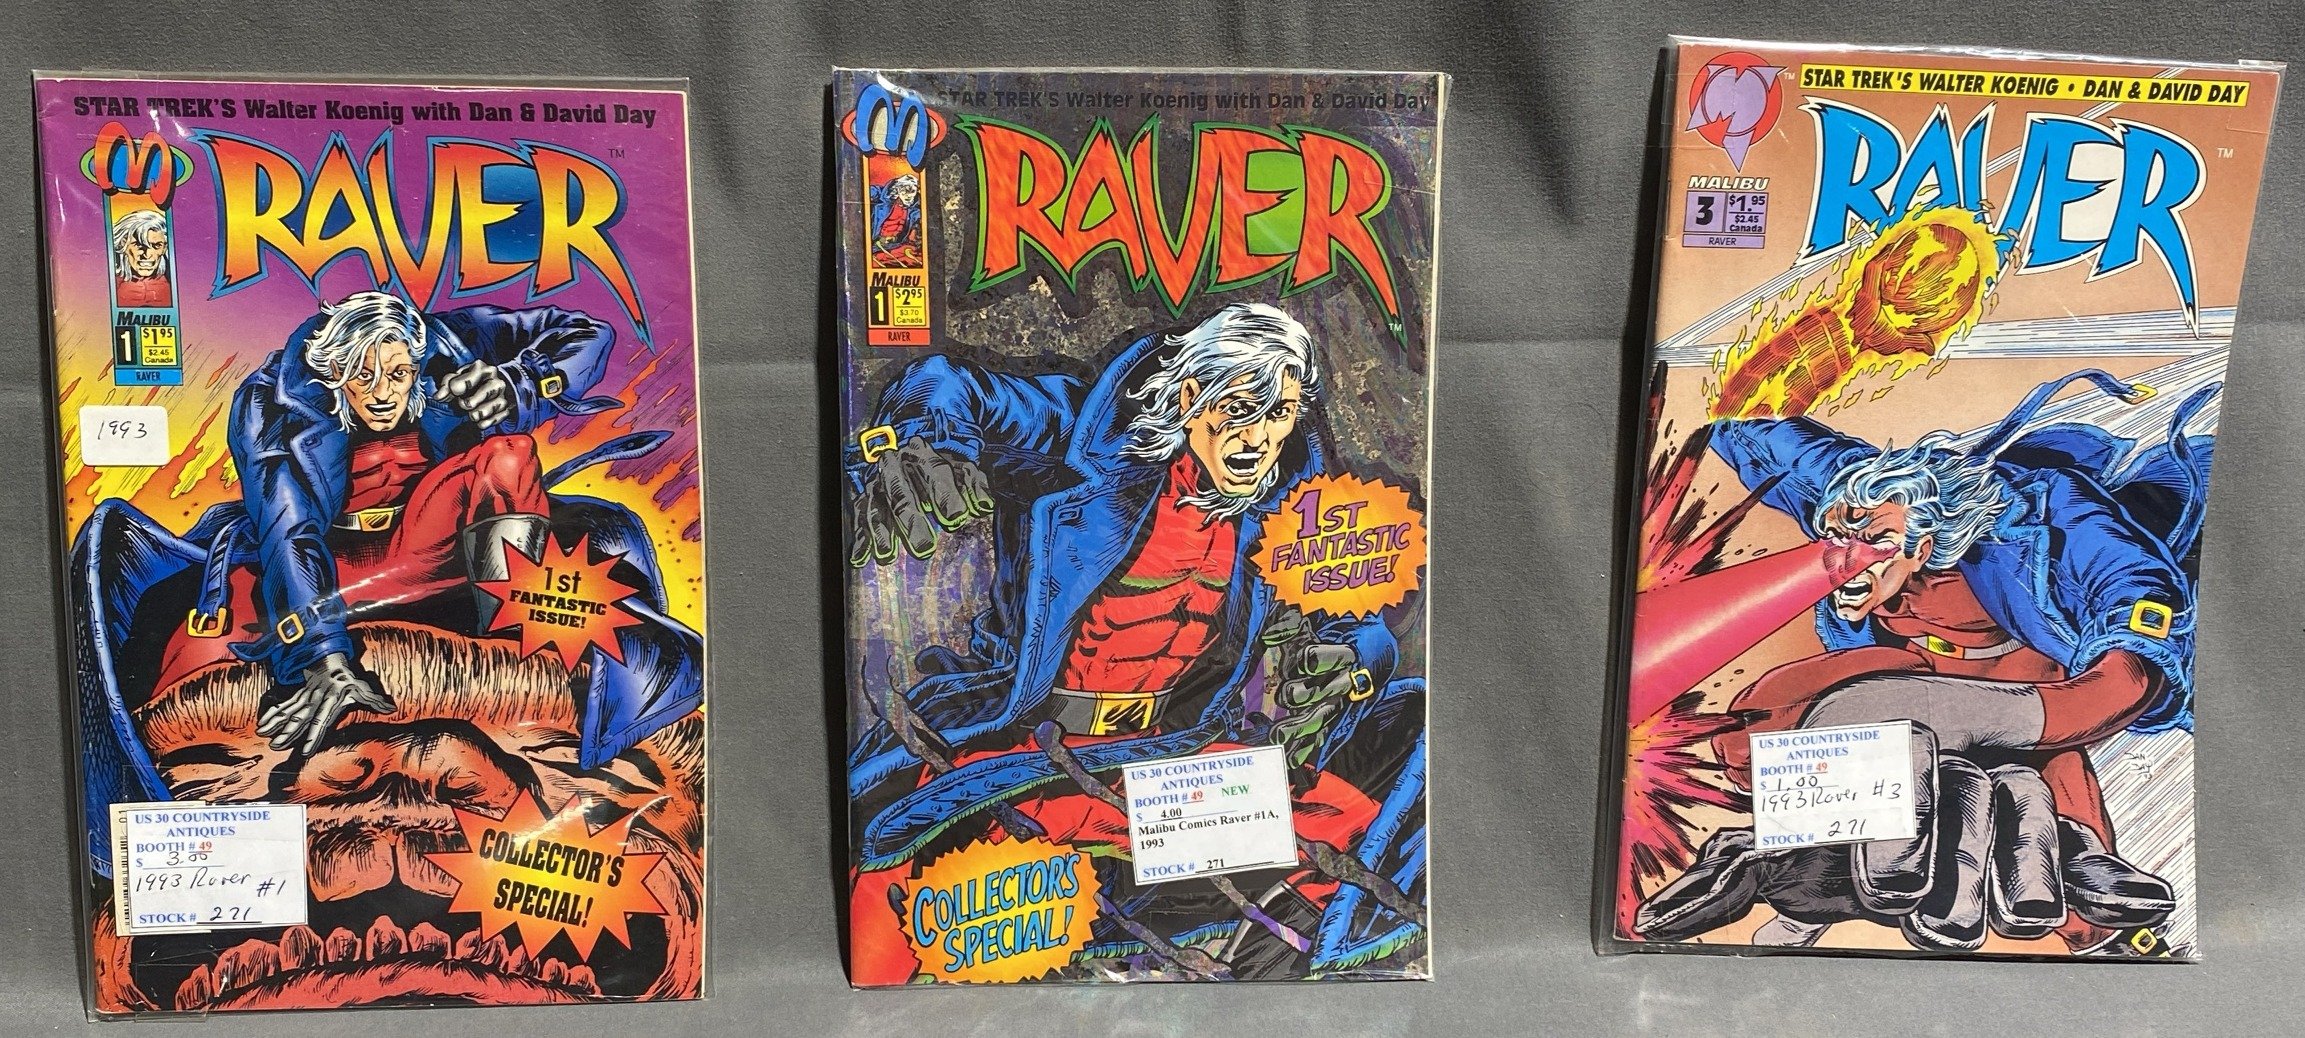 STAR TREK'S Walter Koenig with Dan & David Day
RAVER
TM
MALIBU
1
$1.95
$2.45
Canada
RAVER
1993
1st
FANTASTIC
ISSUE!
COLLECTOR'S
SPECIAL!
US 30 COUNTRYSIDE
ANTIQUES
BOOTH # 49
$ 3.00
1993 Raver #1
STOCK # 271
STAR TREK'S Walter Koenig with Dan & David Day
RAVER
TM
MALIBU
1
$2.95
$3.70
Canada
RAVER
1ST
FANTASTIC
ISSUE!
US 30 COUNTRYSIDE
ANTIQUES
BOOTH # 49 NEW
$ 4.00
Malibu Comics Raver #1A,
1993
STOCK # 271
COLLECTOR'S
SPECIAL!
TM
STAR TREK'S WALTER KOENIG • DAN & DAVID DAY
RAVER
TM
MALIBU
3
$1.95
$2.45
Canada
RAVER
US 30 COUNTRYSIDE
ANTIQUES
BOOTH # 49
$ 1.00
1993 Raver #3
STOCK # 271